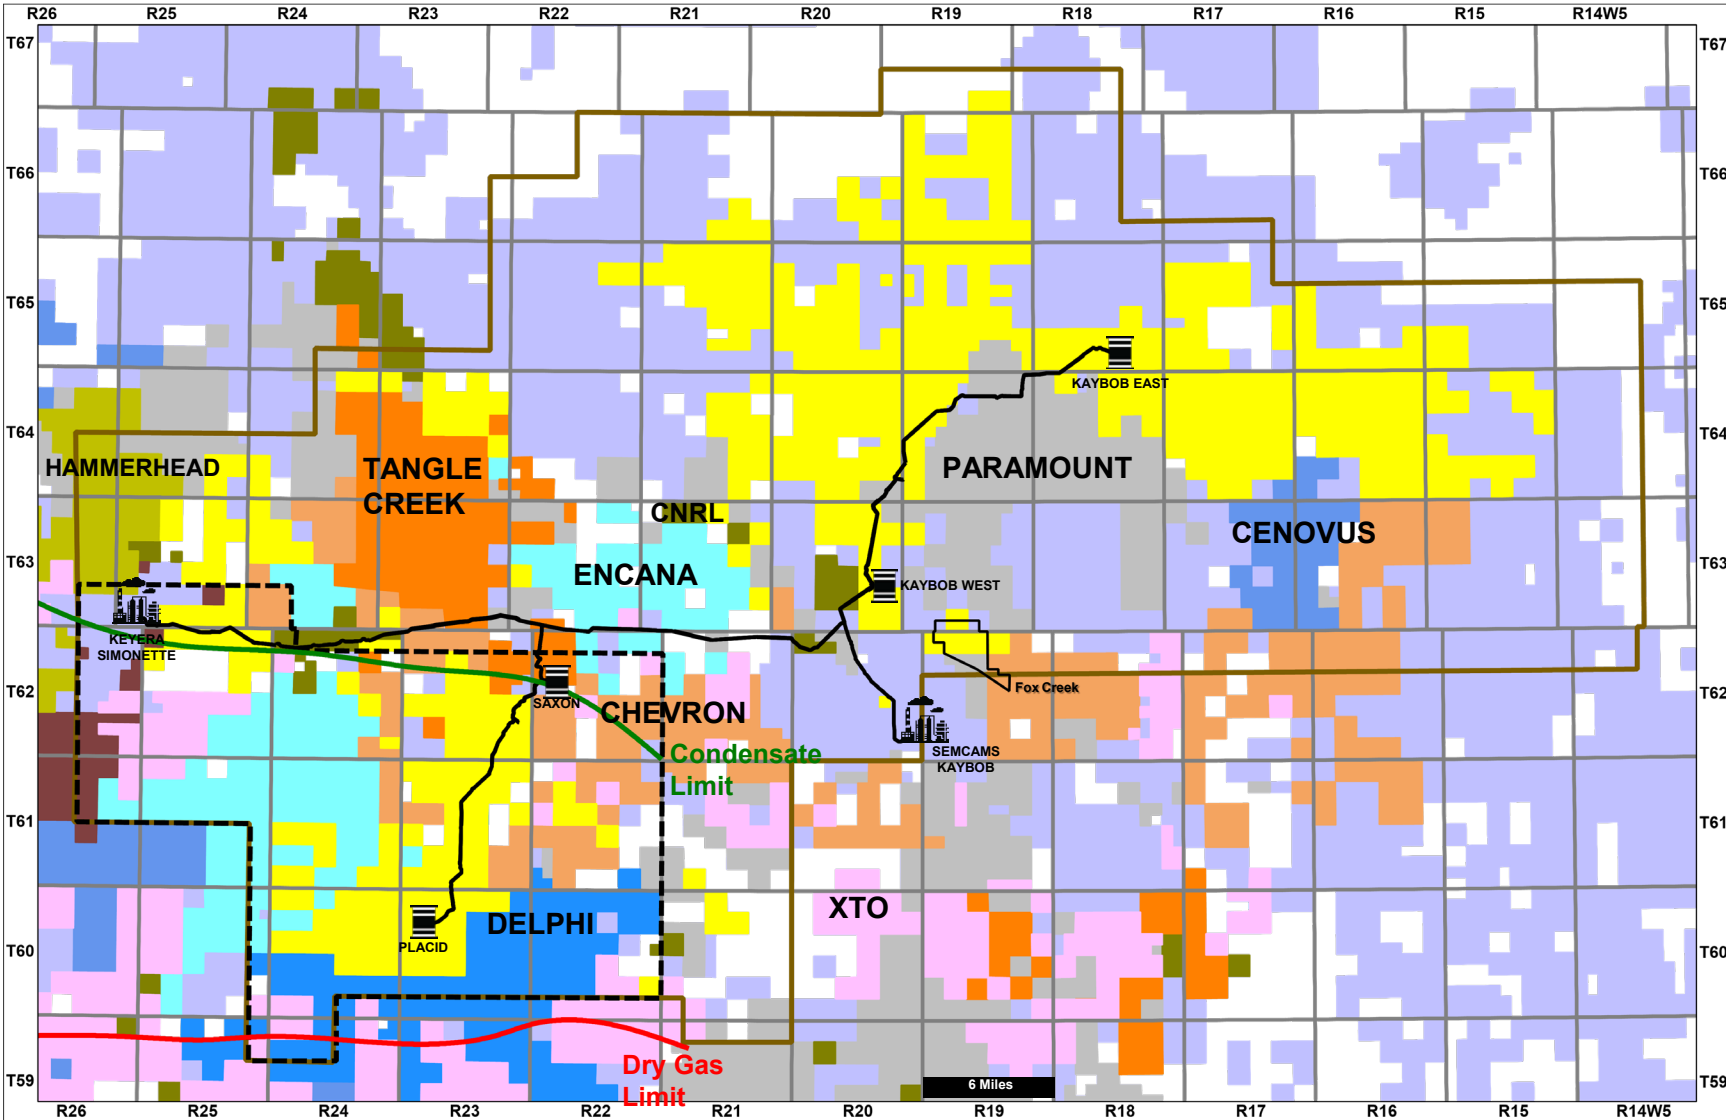 R26 R25 R24 R23 R22 R21 R20 R19 R18 R17 R16 R15 R14W5
T67 T67
T66 T66
T65 T65
KAYBOB EAST
T64 T64
HAMMERHEAD TANGLE PARAMOUNT
CREEK CNRL
CENOVUS
T63 ENCANA KAYBOB WEST T63
KEYERA
SIMONETTE
T62 SAXON Fox Creek T62
CHEVRON
Condensate SEMCAMS
Limit KAYBOB
T61 T61
XTO
DELPHI
PLACID
T60 T60
Dry Gas
Limit
T59 6 Miles T59
R26 R25 R24 R23 R22 R21 R20 R19 R18 R17 R16 R15 R14W5